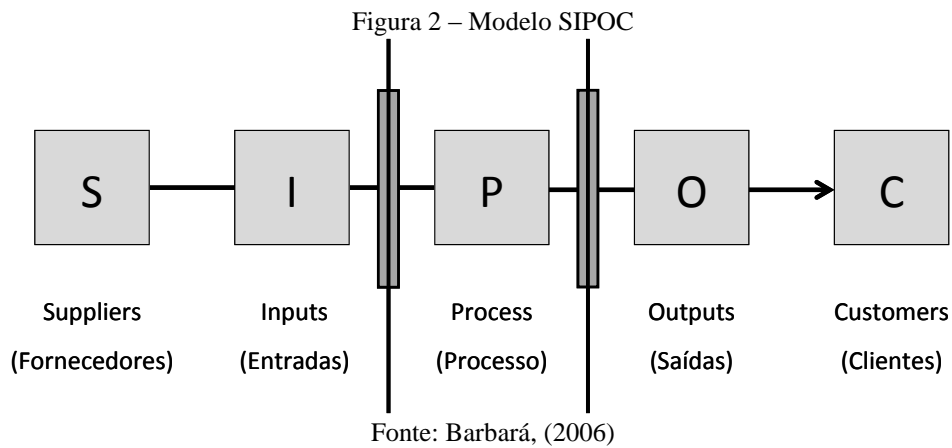 Figura 2 – Modelo SIPOC
S I P O C
Suppliers Inputs Process Outputs Customers
(Fornecedores) (Entradas) (Processo) (Saídas) (Clientes)
Fonte: Barbará, (2006)